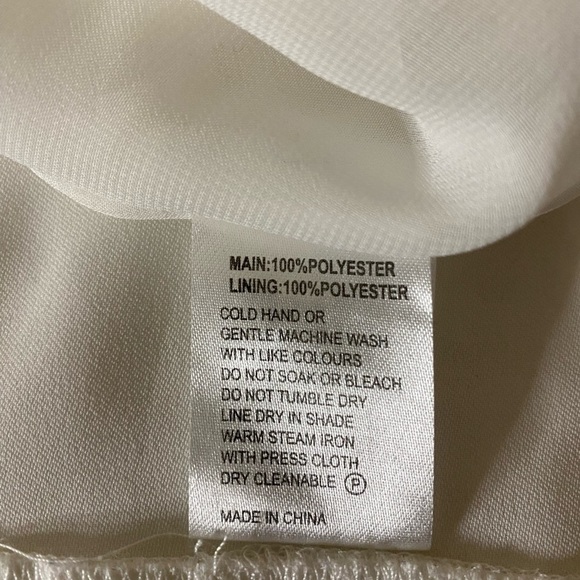 MAIN:100%POLYESTER
LINING:100%POLYESTER
COLD HAND OR
GENTLE MACHINE WASH
WITH LIKE COLOURS
DO NOT SOAK OR BLEACH
DO NOT TUMBLE DRY
LINE DRY IN SHADE
WARM STEAM IRON
WITH PRESS CLOTH
DRY CLEANABLE Ⓟ
MADE IN CHINA